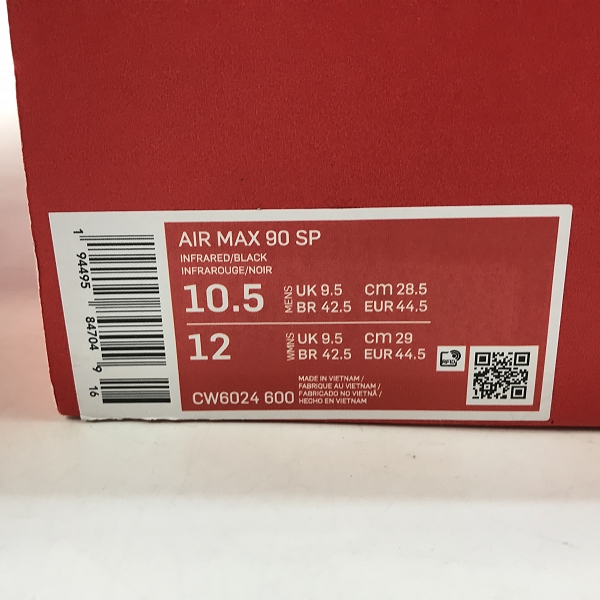 AIR MAX 90 SP
INFRARED/BLACK
INFRAROUGE/NOIR
10.5 MENS UK 9.5 cm 28.5
BR 42.5 EUR 44.5
12 WMNS UK 9.5 cm 29
BR 42.5 EUR 44.5
CW6024 600
MADE IN VIETNAM /
FABRIQUE AU VIETNAM /
FABRICADO NO VIETNÃ /
HECHO EN VIETNAM
RFID
1 94495 84704 9 16